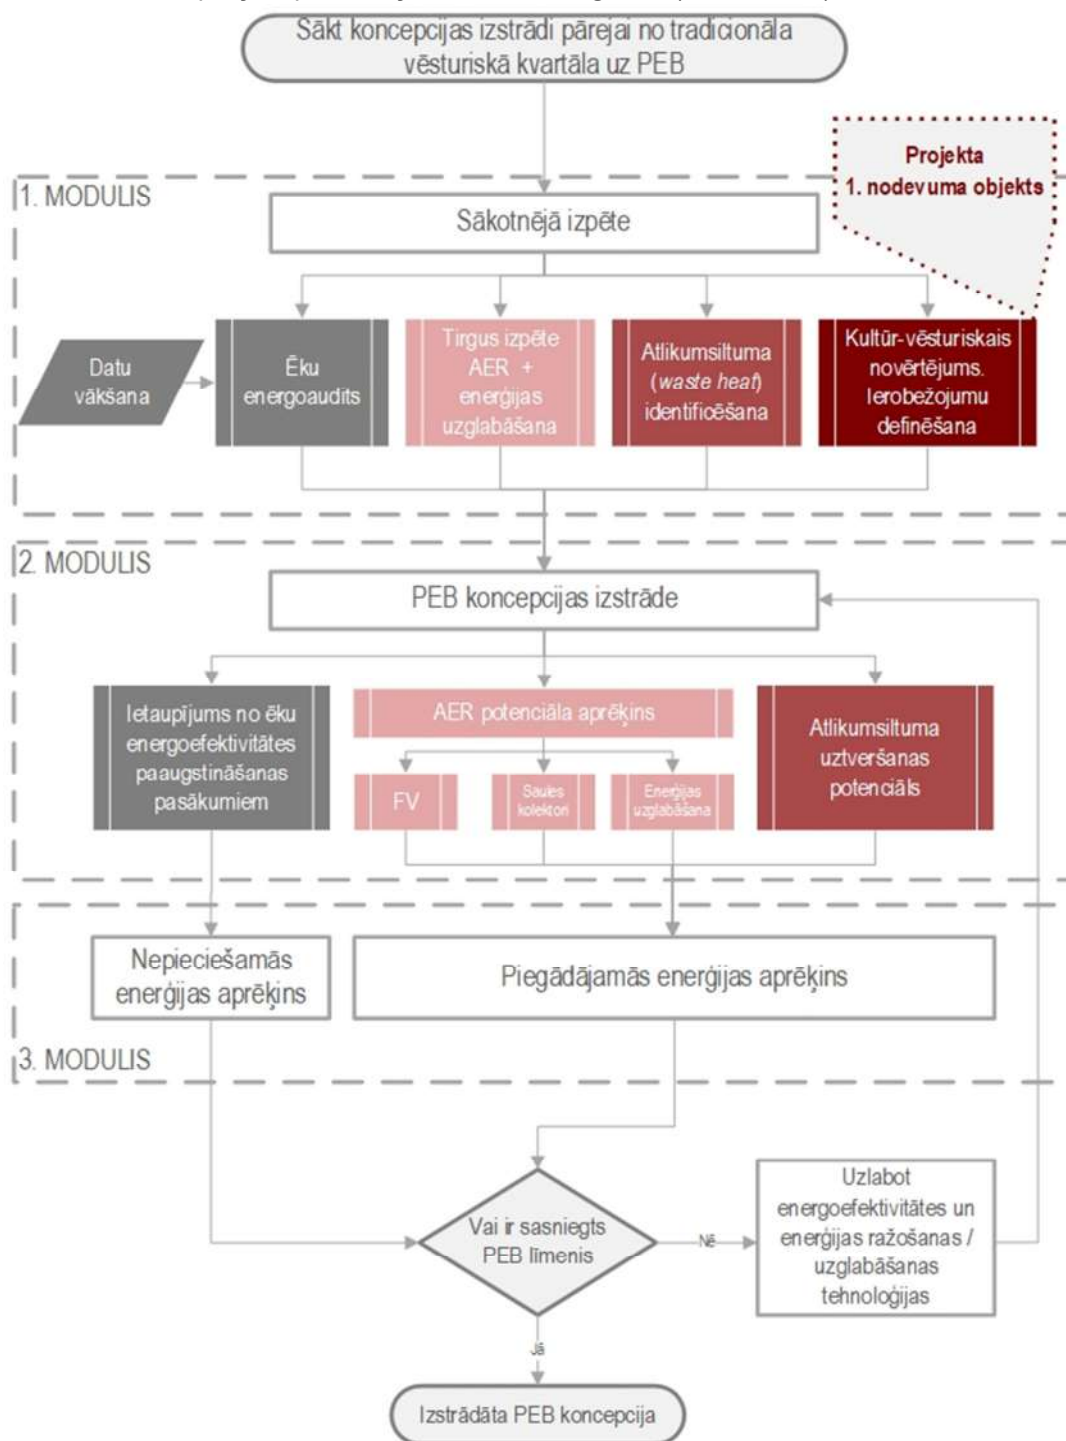 Sākt koncepcijas izstrādi pārejai no tradicionāla
vēsturiskā kvartāla uz PEB
Projekta
1. nodevuma objekts
1. MODULIS
Sākotnējā izpēte
Datu
vākšana
Ēku
energoaudits
Tirgus izpēte
AER +
enerģijas
uzglabāšana
Atlikumsiltuma
(waste heat)
identificēšana
Kultūr-vēsturiskais
novērtējums.
Ierobežojumu
definēšana
2. MODULIS
PEB koncepcijas izstrāde
Ietaupījums no ēku
energoefektivitātes
paaugstināšanas
pasākumiem
AER potenciāla aprēķins
FV
Saules
kolektori
Enerģijas
uzglabāšana
Atlikumsiltuma
uztveršanas
potenciāls
Nepieciešamās
enerģijas aprēķins
Piegādājamās enerģijas aprēķins
3. MODULIS
Vai ir sasniegts
PEB līmenis
Nē
Uzlabot
energoefektivitātes un
enerģijas ražošanas /
uzglabāšanas
tehnoloģijas
Jā
Izstrādāta PEB koncepcija